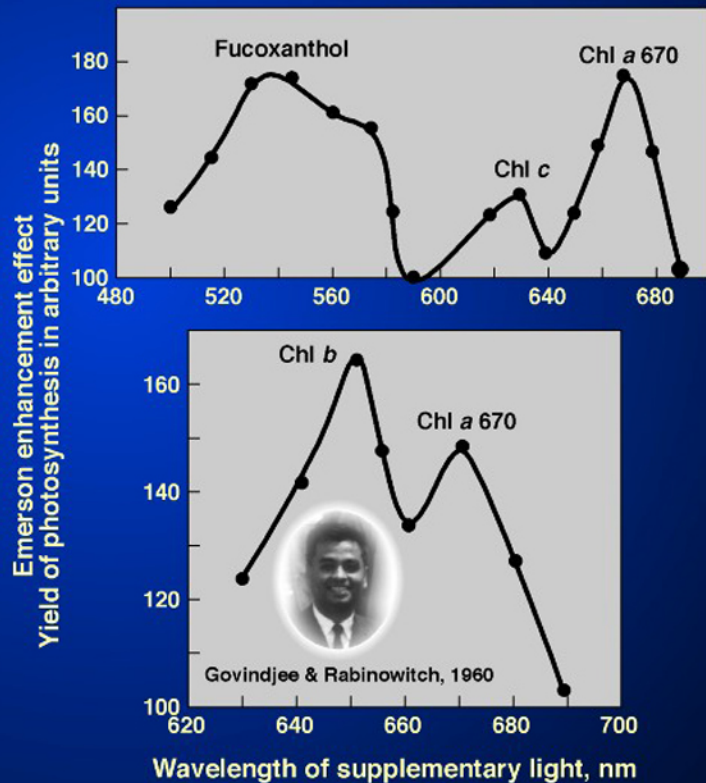 Emerson enhancement effect
Yield of photosynthesis in arbitrary units
180
160
140
120
100
Fucoxanthol
Chl c
Chl a 670
480
520
560
600
640
680
160
140
120
100
Chl b
Chl a 670
Govindjee & Rabinowitch, 1960
620
640
660
680
700
Wavelength of supplementary light, nm